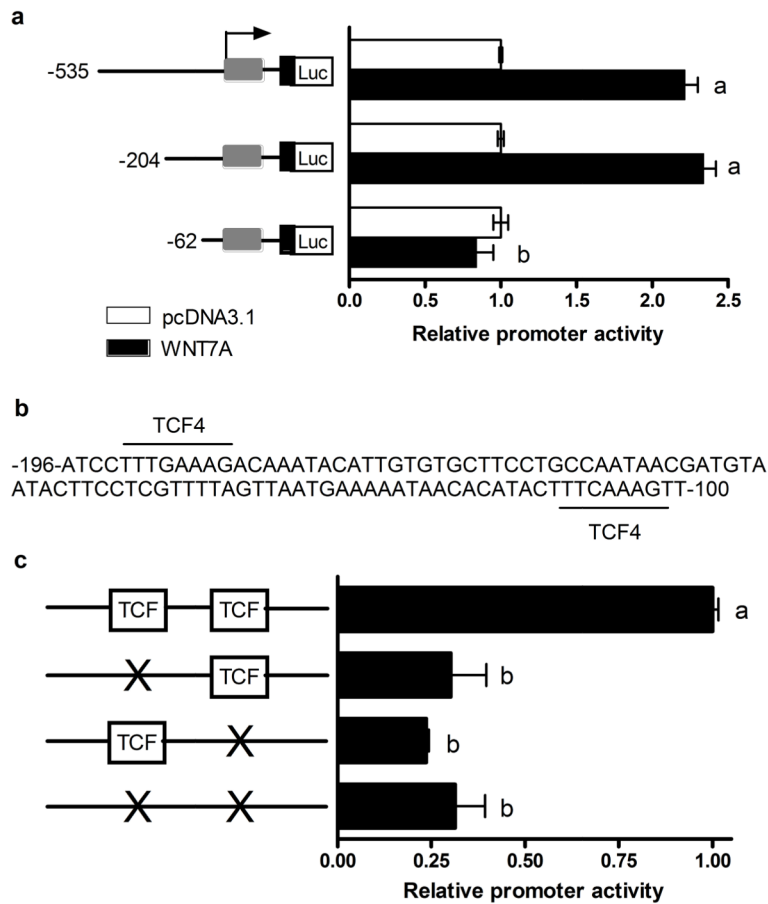 a
-535
Luc
a
-204
Luc
a
-62
Luc
b
0.0 0.5 1.0 1.5 2.0 2.5
Relative promoter activity
pcDNA3.1
WNT7A
b
TCF4
-196-ATCCTTTGAAAGACAAATACATTGTGTGCTTCCTGCCAATAACGATGTA
ATACTTCCTCGTTTTAGTTAATGAAAAATAACACATACTTTCAAAGTT-100
TCF4
c
TCF TCF
a
X TCF
b
TCF X
b
X X
b
0.00 0.25 0.50 0.75 1.00
Relative promoter activity